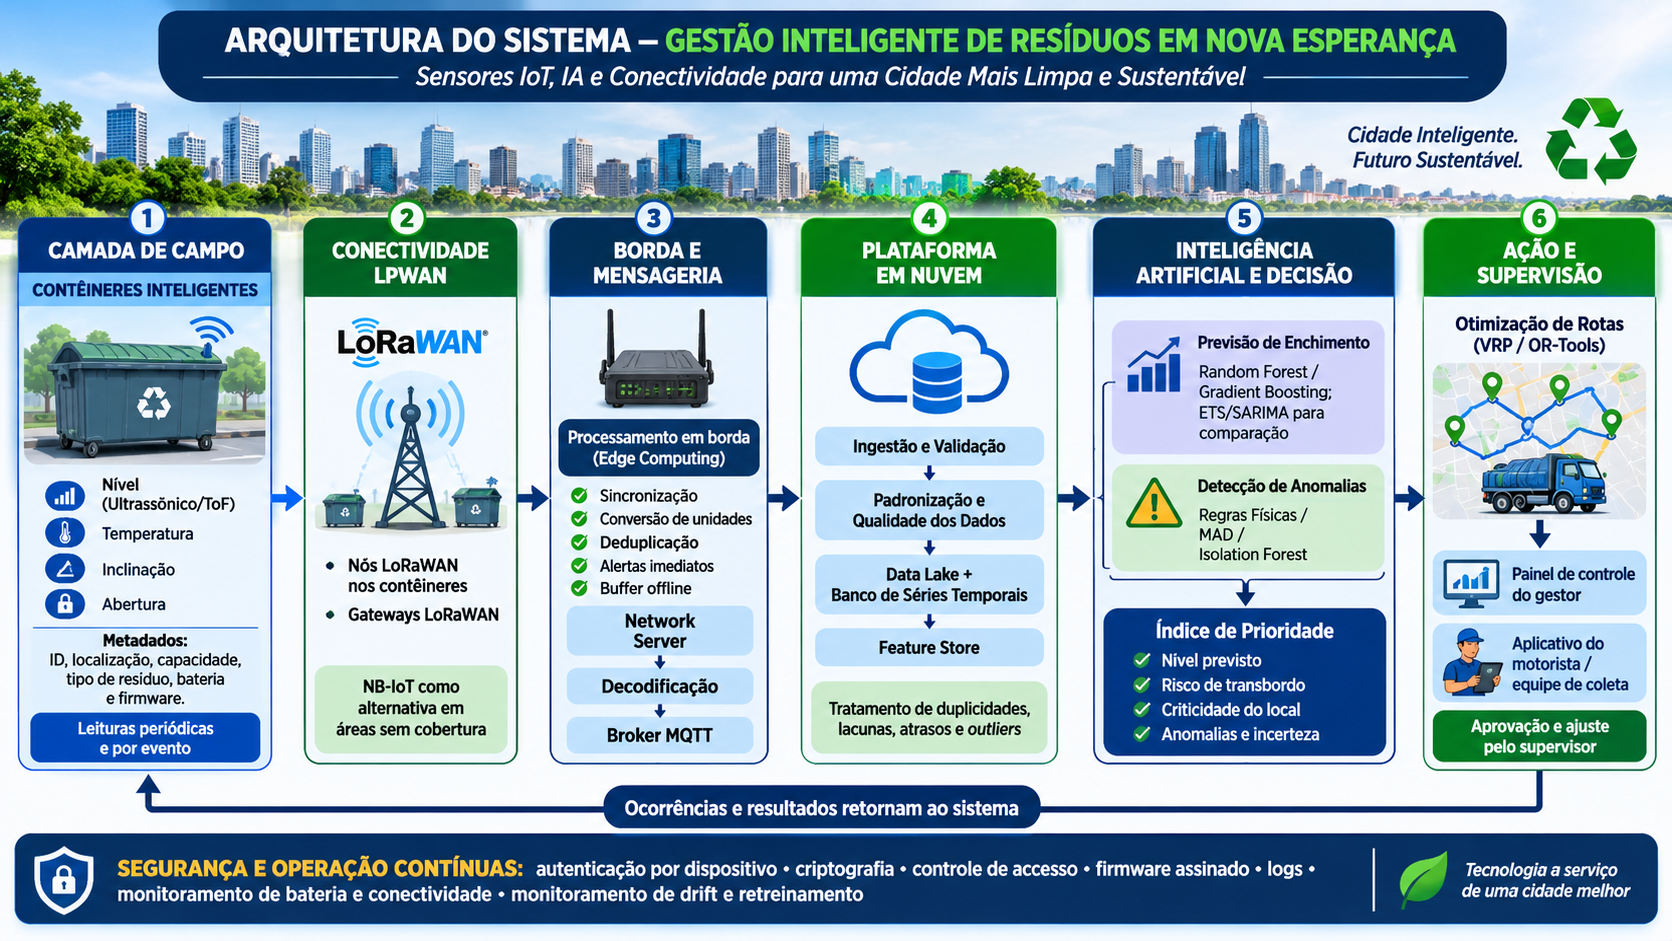 ARQUITETURA DO SISTEMA – GESTÃO INTELIGENTE DE RESÍDUOS EM NOVA ESPERANÇA
Sensores IoT, IA e Conectividade para uma Cidade Mais Limpa e Sustentável
Cidade Inteligente.
Futuro Sustentável.
1
CAMADA DE CAMPO
CONTÊINERES INTELIGENTES
Nível
(Ultrassônico/ToF)
Temperatura
Inclinação
Abertura
Metadados:
ID, localização, capacidade,
tipo de resíduo, bateria
e firmware.
Leituras periódicas
e por evento
2
CONECTIVIDADE
LPWAN
LoRaWAN®
• Nós LoRaWAN
nos contêineres
• Gateways LoRaWAN
NB-IoT como
alternativa em
áreas sem cobertura
3
BORDA E
MENSAGERIA
Processamento em borda
(Edge Computing)
Sincronização
Conversão de unidades
Deduplicação
Alertas imediatos
Buffer offline
Network
Server
Decodificação
Broker MQTT
4
PLATAFORMA
EM NUVEM
Ingestão e Validação
Padronização e
Qualidade dos Dados
Data Lake +
Banco de Séries Temporais
Feature Store
Tratamento de duplicidades,
lacunas, atrasos e outliers
5
INTELIGÊNCIA
ARTIFICIAL E DECISÃO
Previsão de Enchimento
Random Forest /
Gradient Boosting;
ETS/SARIMA para
comparação
Detecção de Anomalias
Regras Físicas /
MAD /
Isolation Forest
Índice de Prioridade
Nível previsto
Risco de transbordo
Criticidade do local
Anomalias e incerteza
6
AÇÃO E
SUPERVISÃO
Otimização de Rotas
(VRP / OR-Tools)
Painel de controle
do gestor
Aplicativo do
motorista /
equipe de coleta
Aprovação e ajuste
pelo supervisor
Ocorrências e resultados retornam ao sistema
SEGURANÇA E OPERAÇÃO CONTÍNUAS: autenticação por dispositivo • criptografia • controle de acesso • firmware assinado • logs •
monitoramento de bateria e conectividade • monitoramento de drift e retreinamento
Tecnologia a serviço
de uma cidade melhor